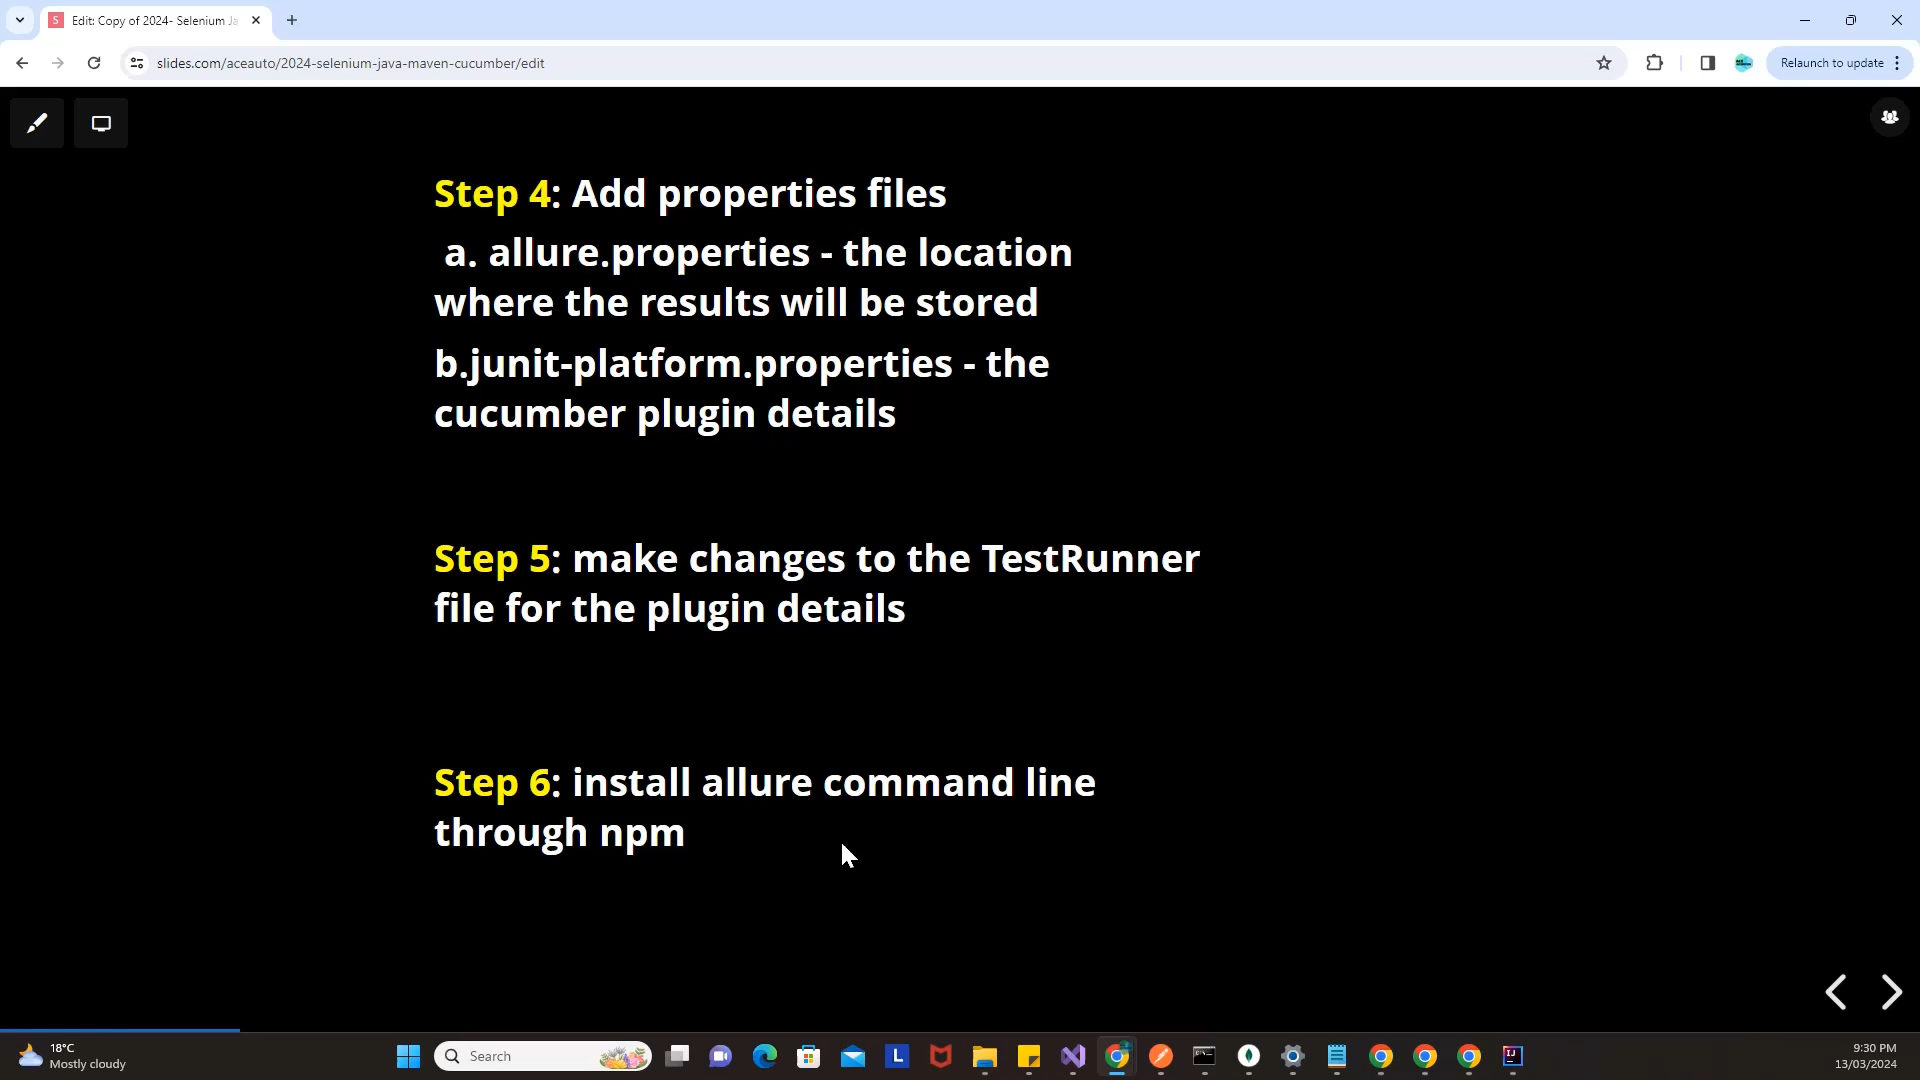 Edit: Copy of 2024- Selenium Ja
slides.com/aceauto/2024-selenium-java-maven-cucumber/edit
Relaunch to update
Step 4: Add properties files
a. allure.properties - the location
where the results will be stored
b.junit-platform.properties - the
cucumber plugin details
Step 5: make changes to the TestRunner
file for the plugin details
Step 6: install allure command line
through npm
18°C
Mostly cloudy
Search
9:30 PM
13/03/2024